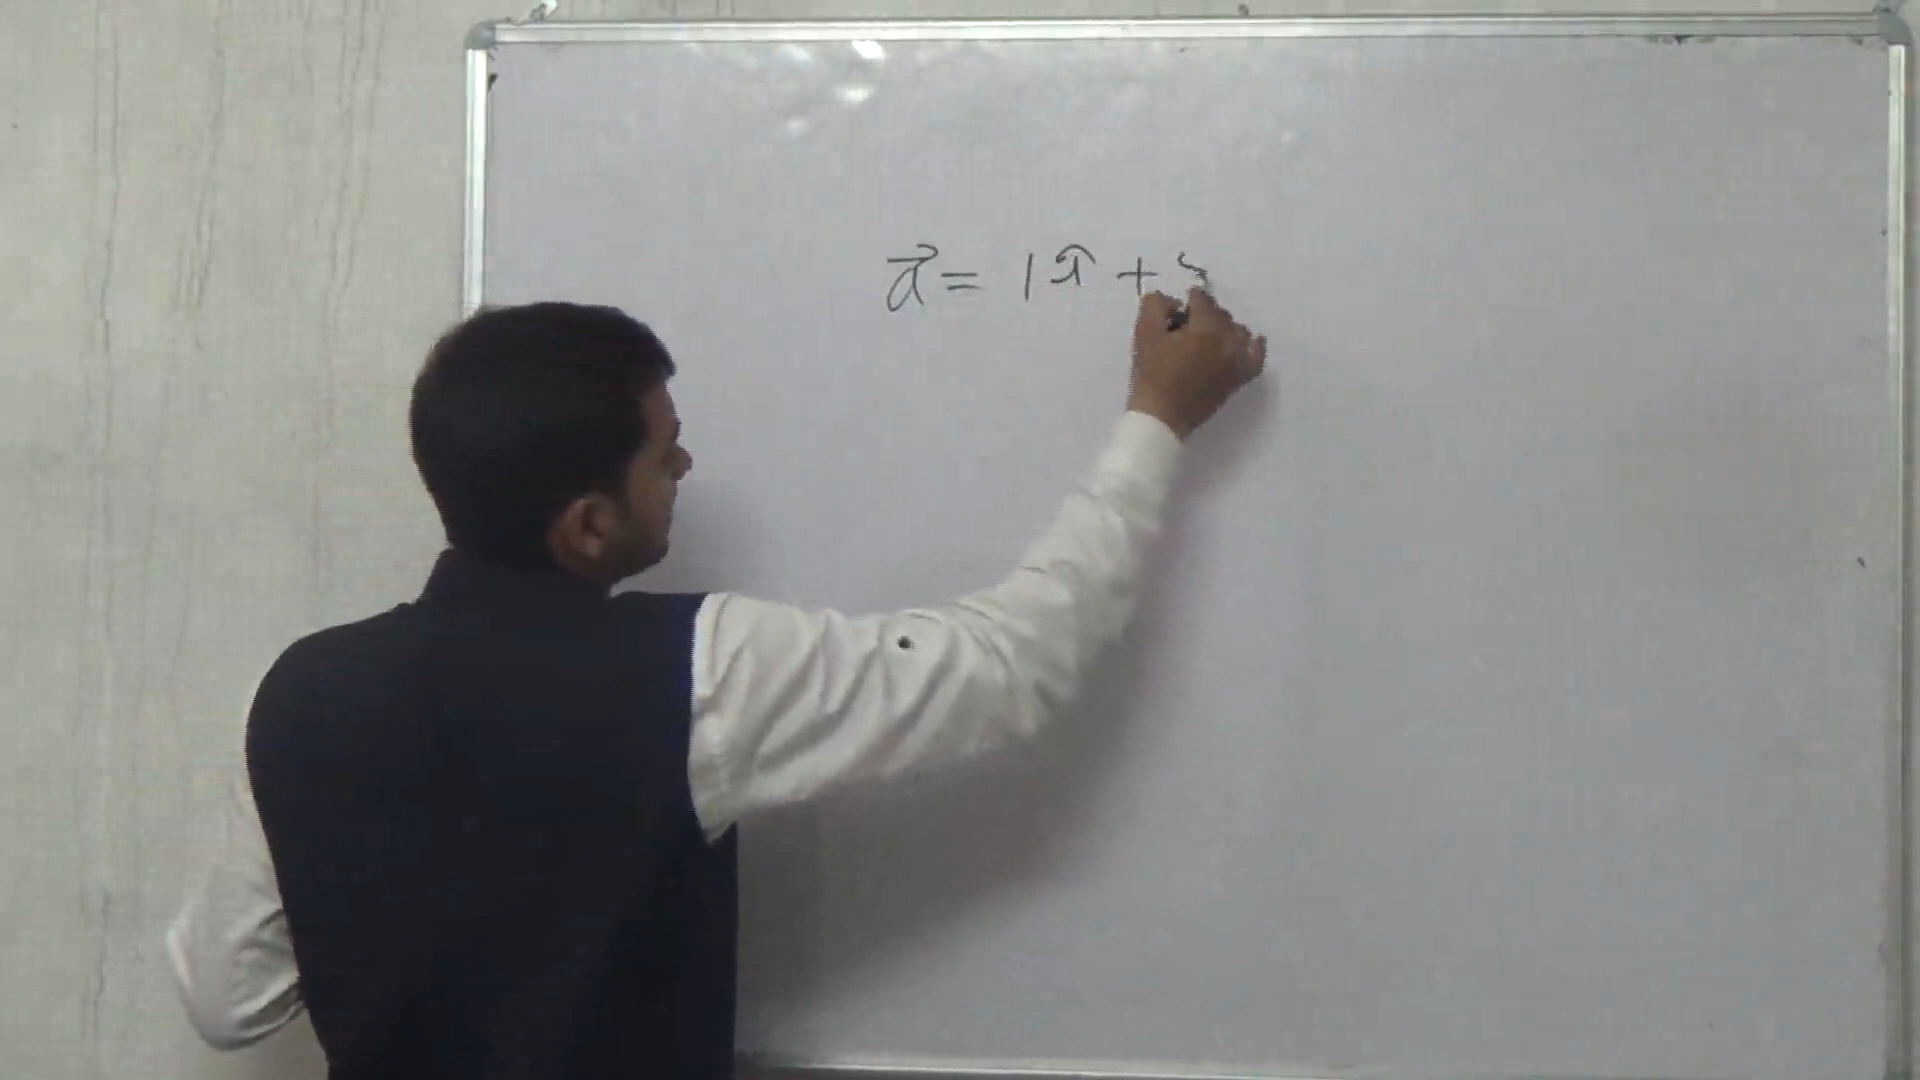 a⃗ = 1î +